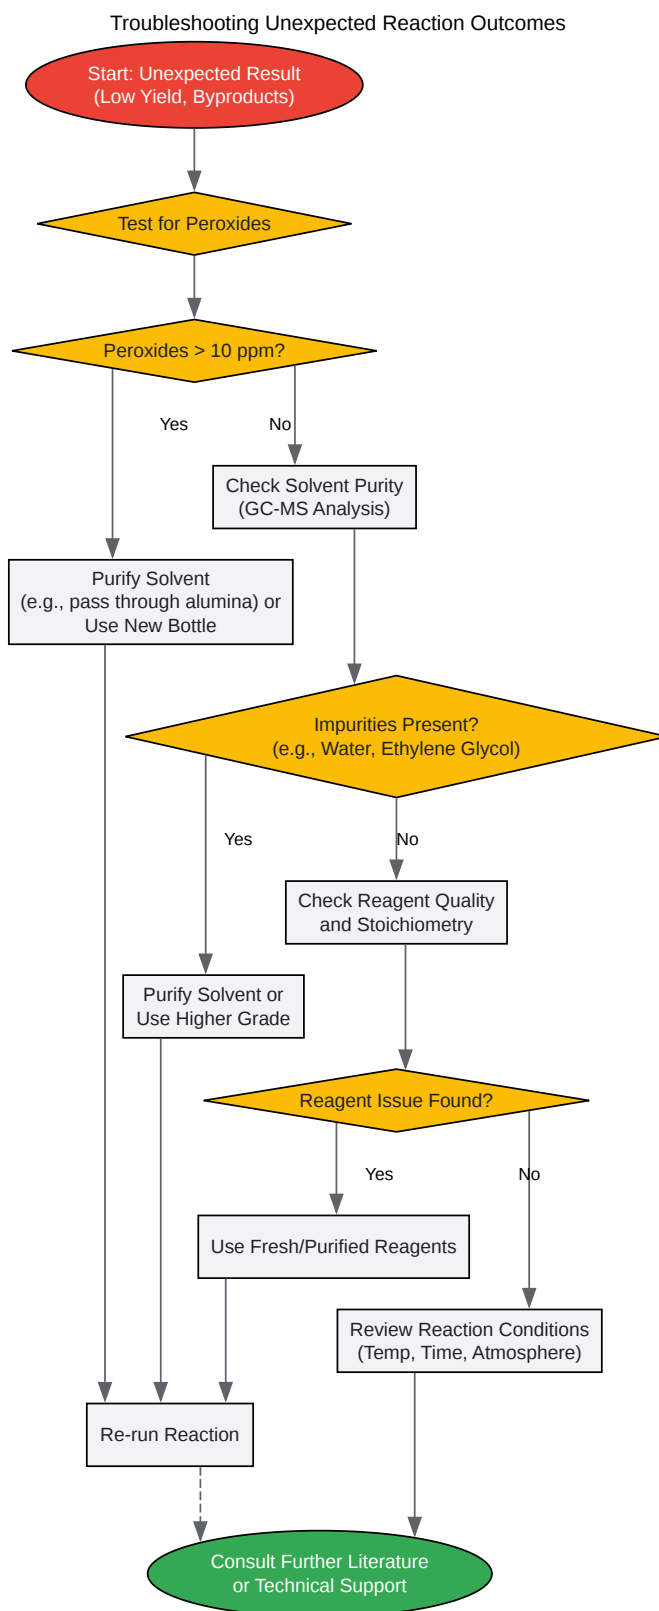 Troubleshooting Unexpected Reaction Outcomes
Start: Unexpected Result
(Low Yield, Byproducts)
Test for Peroxides
Peroxides > 10 ppm?
Yes
No
Check Solvent Purity
(GC-MS Analysis)
Purify Solvent
(e.g., pass through alumina) or
Use New Bottle
Impurities Present?
(e.g., Water, Ethylene Glycol)
Yes
No
Check Reagent Quality
and Stoichiometry
Purify Solvent or
Use Higher Grade
Reagent Issue Found?
Yes
No
Use Fresh/Purified Reagents
Review Reaction Conditions
(Temp, Time, Atmosphere)
Re-run Reaction
Consult Further Literature
or Technical Support